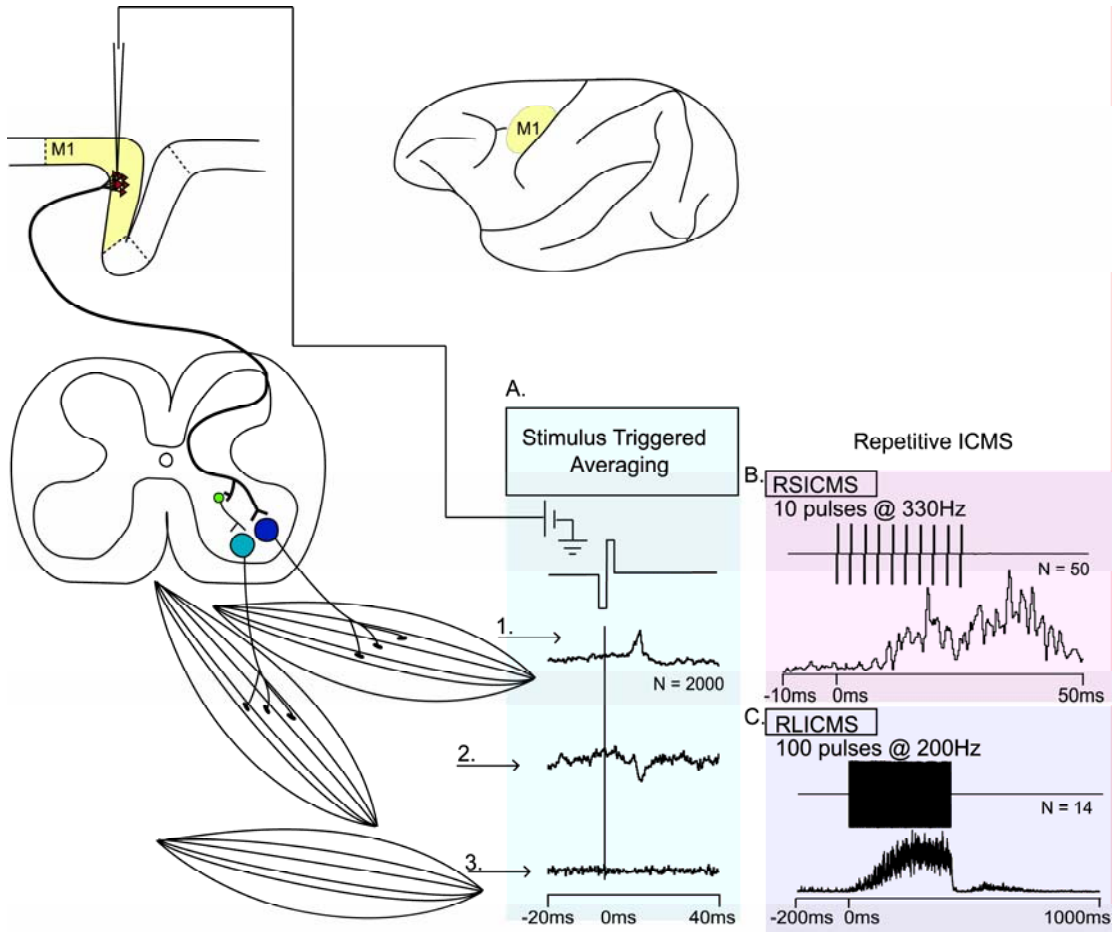 M1
M1
A.
Stimulus Triggered
Averaging
1.
N = 2000
2.
3.
-20ms 0ms 40ms
Repetitive ICMS
B. RSICMS
10 pulses @ 330Hz
N = 50
-10ms 0ms 50ms
C. RLICMS
100 pulses @ 200Hz
N = 14
-200ms 0ms 1000ms